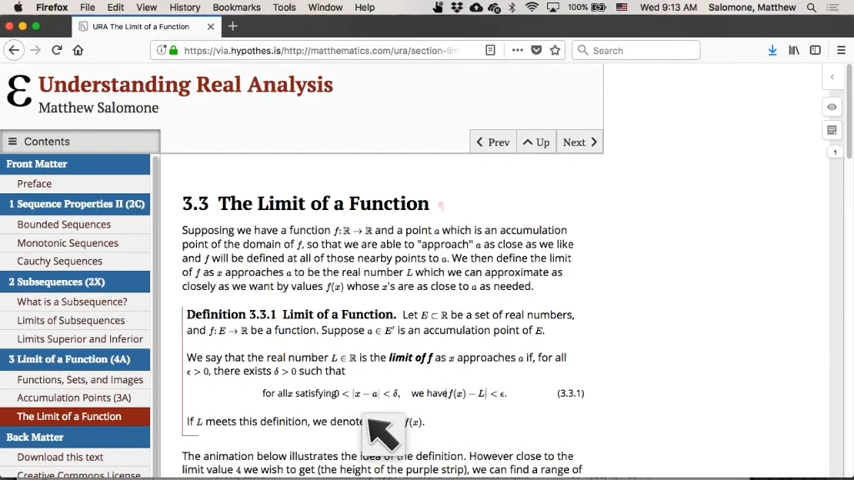 Firefox File Edit View History Bookmarks Tools Window Help 100% Wed 9:13 AM Salomone, Matthew
URA The Limit of a Function
https://via.hypothes.is/http://matthematics.com/ura/section-lim
Search
ε Understanding Real Analysis
Matthew Salomone
Contents
Prev Up Next
Front Matter
Preface
1 Sequence Properties II (2C)
Bounded Sequences
Monotonic Sequences
Cauchy Sequences
2 Subsequences (2X)
What is a Subsequence?
Limits of Subsequences
Limits Superior and Inferior
3 Limit of a Function (4A)
Functions, Sets, and Images
Accumulation Points (3A)
The Limit of a Function
Back Matter
Download this text
Creative Commons License
1
3.3 The Limit of a Function ¶
Supposing we have a function f: ℝ → ℝ and a point a which is an accumulation
point of the domain of f, so that we are able to "approach" a as close as we like
and f will be defined at all of those nearby points to a. We then define the limit
of f as x approaches a to be the real number L which we can approximate as
closely as we want by values f(x) whose x's are as close to a as needed.
Definition 3.3.1 Limit of a Function. Let E ⊂ ℝ be a set of real numbers,
and f: E → ℝ be a function. Suppose a ∈ E′ is an accumulation point of E.
We say that the real number L ∈ ℝ is the limit of f as x approaches a if, for all
ϵ > 0, there exists δ > 0 such that
for all x satisfying 0 < |x − a| < δ, we have |f(x) − L| < ϵ. (3.3.1)
If L meets this definition, we denote f(x).
The animation below illustrates the idea of the definition. However close to the
limit value 4 we wish to get (the height of the purple strip), we can find a range of